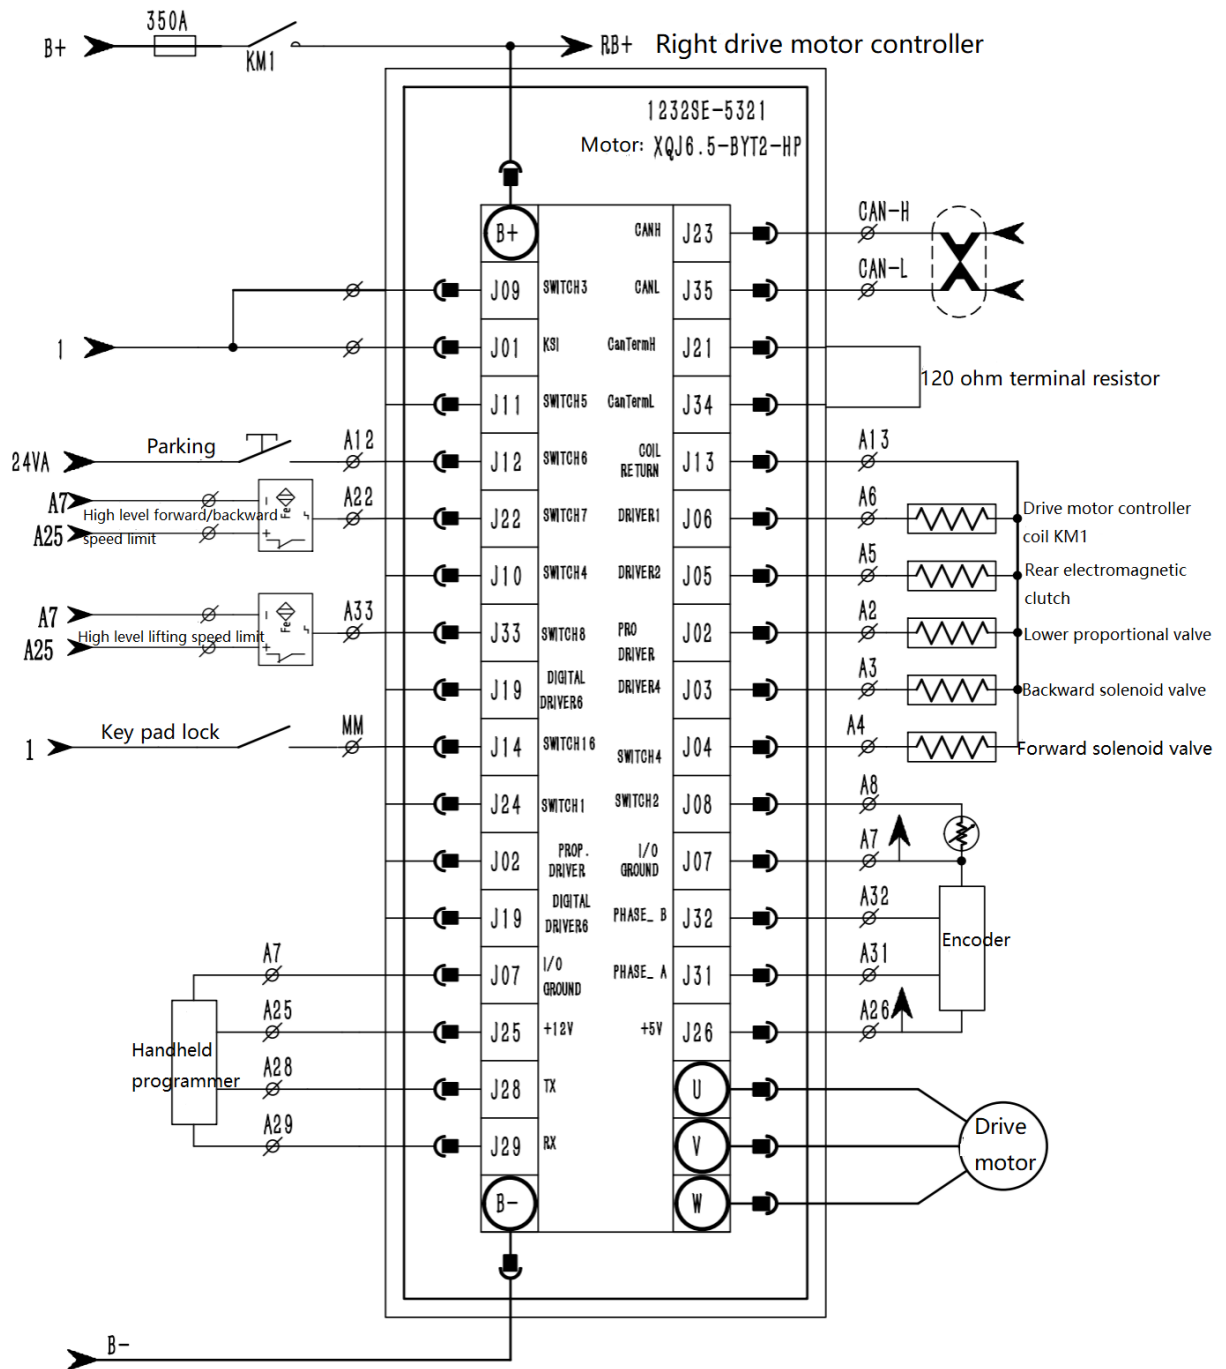 350A
B+
KM1
RB+ Right drive motor controller
1232SE-5321
Motor: XQJ6.5-BYT2-HP
B+
CANH J23 CAN-H
J09 SWITCH3
CANL J35 CAN-L
1
J01 KSI
CanTermH J21
120 ohm terminal resistor
J11 SWITCH5
CanTermL J34
24VA Parking A12
J12 SWITCH6
COIL
RETURN
J13 A13
A7
High level forward/backward
speed limit
A25
- Fe +
A22
J22 SWITCH7
DRIVER1 J06 A6
Drive motor controller
coil KM1
J10 SWITCH4
DRIVER2 J05 A5
Rear electromagnetic
clutch
A7
High level lifting speed limit
A25
- Fe +
A33
J33 SWITCH8
PRO
DRIVER
J02 A2
Lower proportional valve
J19 DIGITAL
DRIVER6
DRIVER4 J03 A3
Backward solenoid valve
1 Key pad lock MM
J14 SWITCH16
SWITCH4 J04 A4
Forward solenoid valve
J24 SWITCH1
SWITCH2 J08 A8
J02 PROP.
DRIVER
I/O
GROUND
J07 A7
J19 DIGITAL
DRIVER6
PHASE_ B J32 A32
Encoder
A7
J07 I/O
GROUND
PHASE_ A J31 A31
A25
J25 +12V
+5V J26 A26
Handheld
programmer
A28
J28 TX
U
A29
J29 RX
V
Drive
motor
B-
W
B-